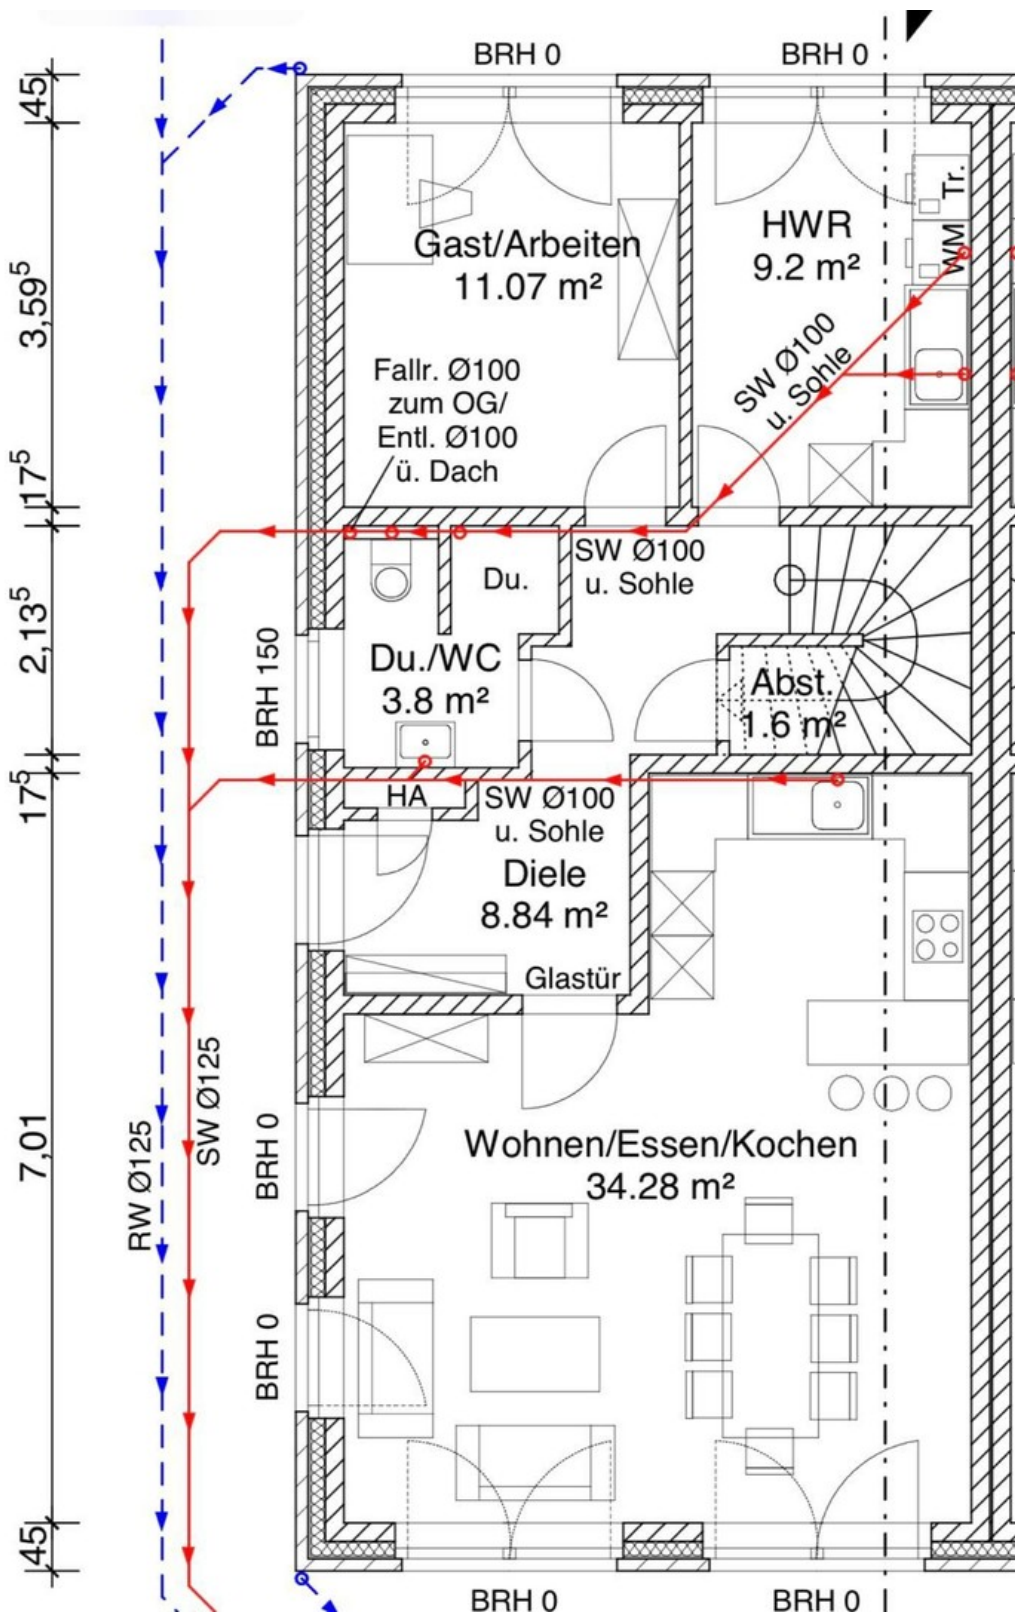 BRH 0
BRH 0
45
Tr.
Gast/Arbeiten
11.07 m²
HWR
9.2 m²
WM
3,59⁵
SW Ø100
u. Sohle
Fallr. Ø100
zum OG/
Entl. Ø100
ü. Dach
175
SW Ø100
u. Sohle
Du.
2,135
BRH 150
Du./WC
3.8 m²
Abst.
1.6 m²
175
HA
SW Ø100
u. Sohle
Diele
8.84 m²
Glastür
SW Ø125
RW Ø125
7,01
BRH 0
Wohnen/Essen/Kochen
34.28 m²
BRH 0
45
BRH 0
BRH 0